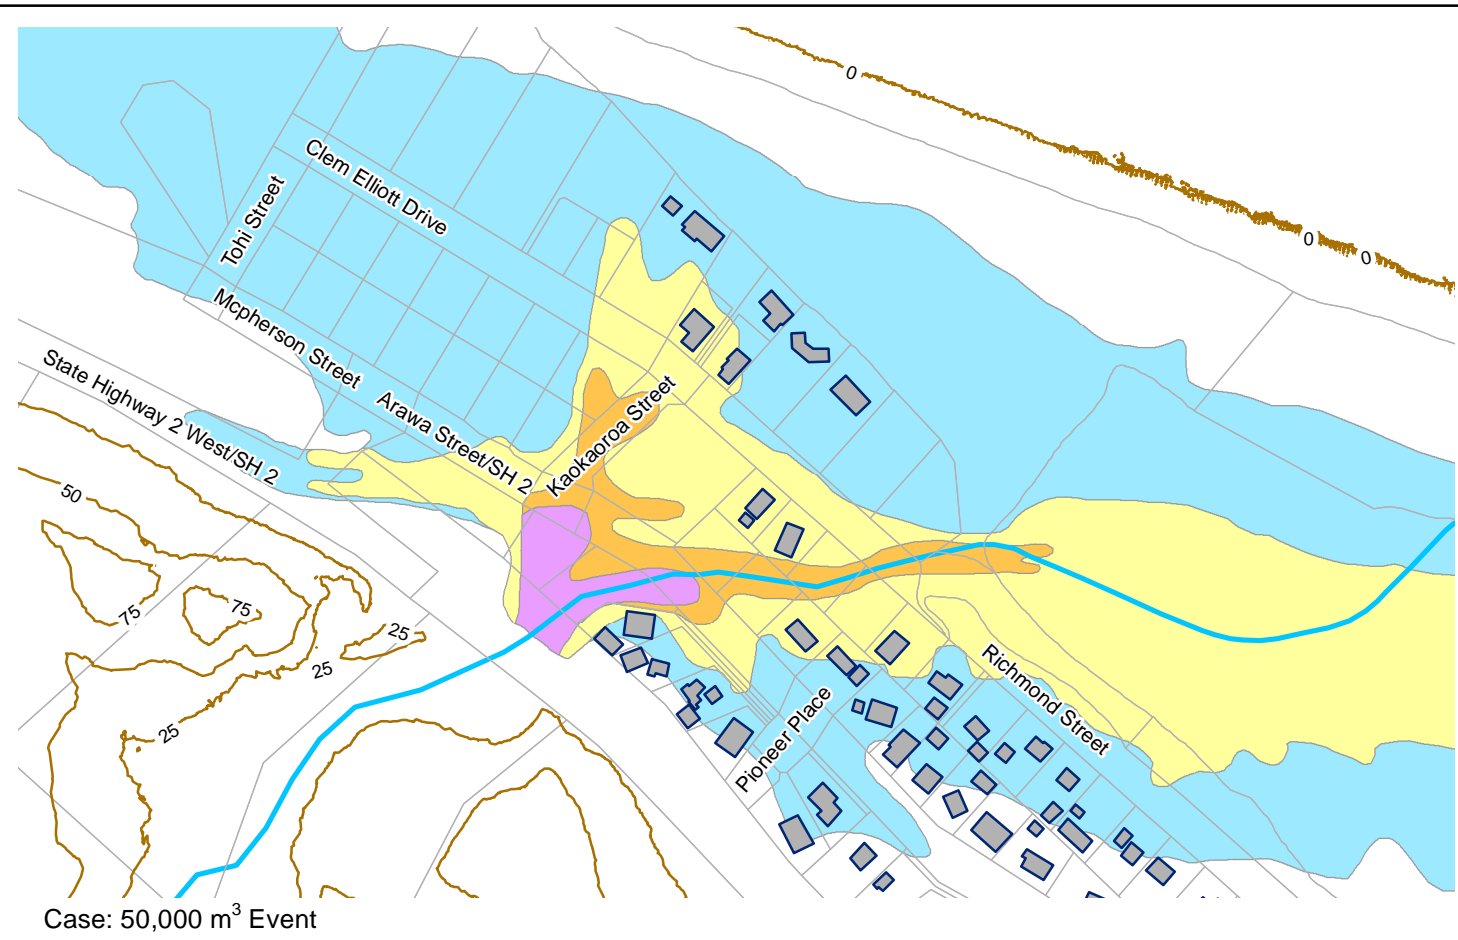 0
Clem Elliott Drive
Tohi Street
0
0
Mcpherson Street
State Highway 2 West/SH 2
Arawa Street/SH 2
Kaokaoroa Street
50
75
75
25
25
25
Richmond Street
Pioneer Place
Case: 50,000 m³ Event